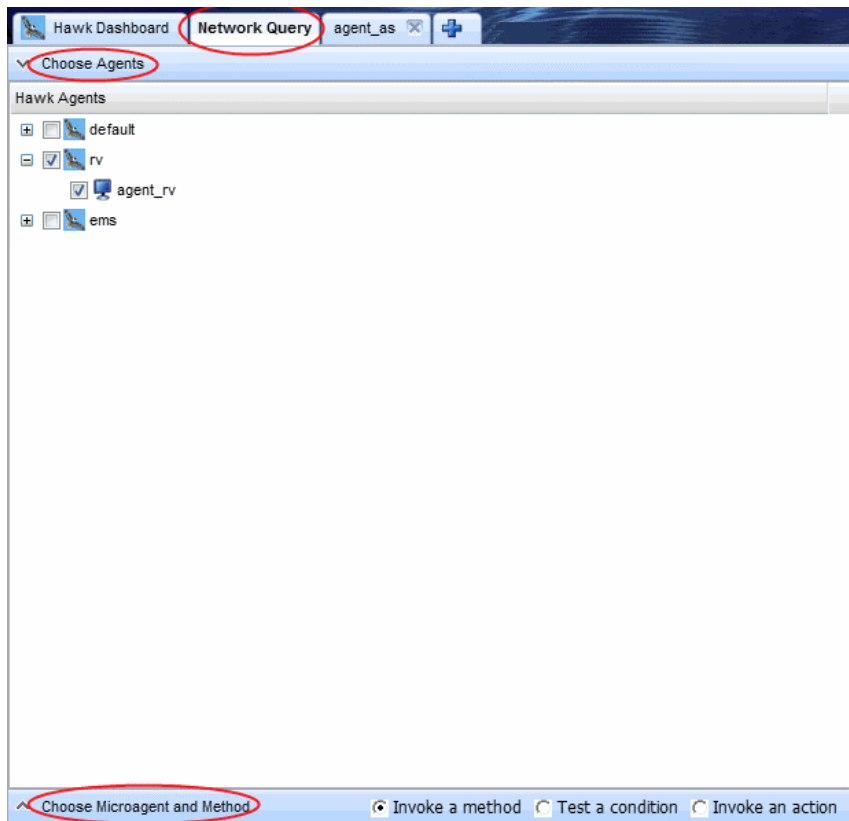 Hawk Dashboard Network Query agent_as
Choose Agents
Hawk Agents
default
rv
agent_rv
ems
Choose Microagent and Method Invoke a method Test a condition Invoke an action